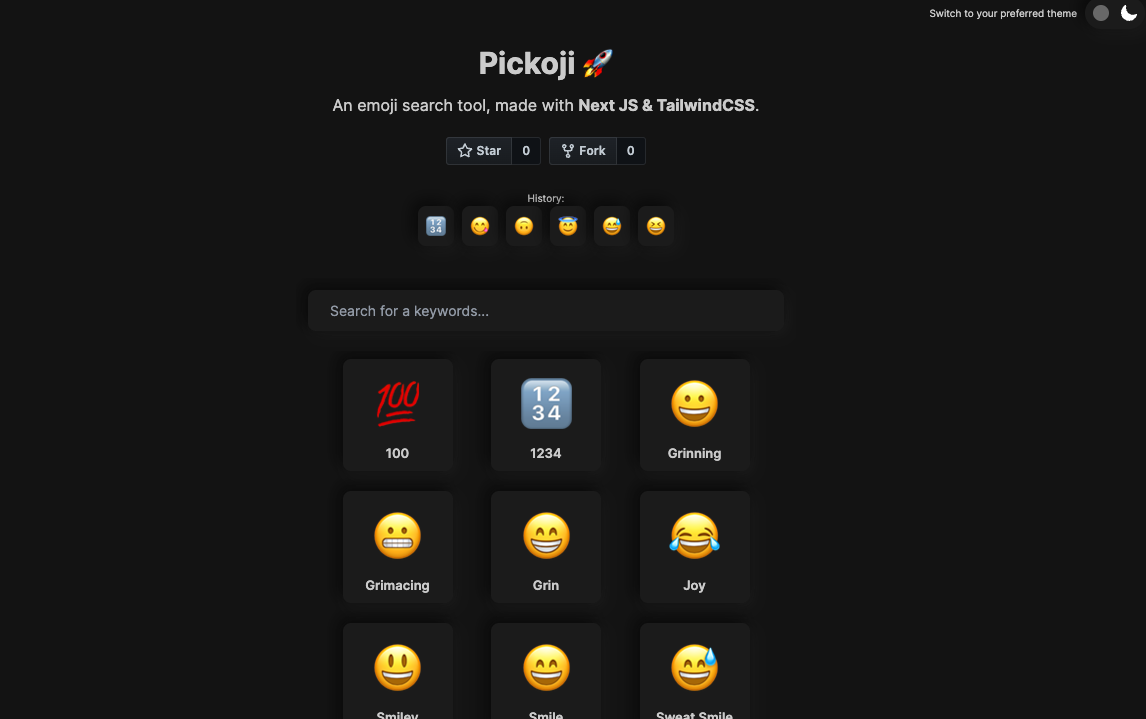 Switch to your preferred theme
Pickoji 🚀
An emoji search tool, made with Next JS & TailwindCSS.
Star 0 Fork 0
History:
🔢 😋 🙃 😇 😅 😆
Search for a keywords...
💯 🔢 😀
100 1234 Grinning
😬 😁 😂
Grimacing Grin Joy
😃 😄 😅
Smiley Smile Sweat Smile